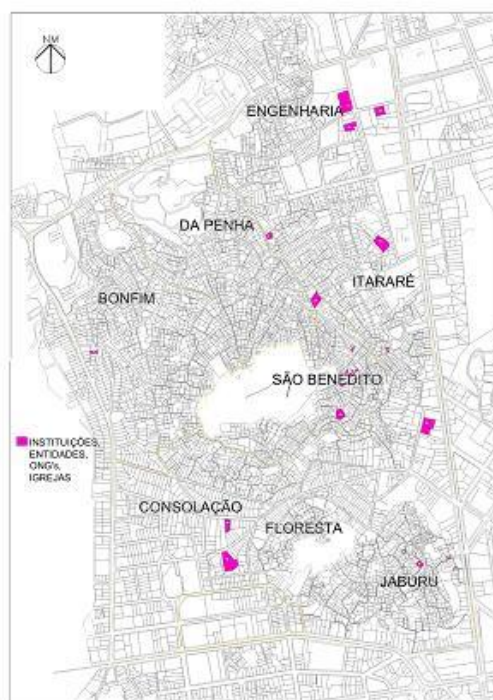 NM
ENGENHARIA
DA PENHA
ITARARÉ
BONFIM
SÃO BENEDITO
INSTITUIÇÕES,
ENTIDADES,
ONG's,
IGREJAS
CONSOLAÇÃO
FLORESTA
JABURU